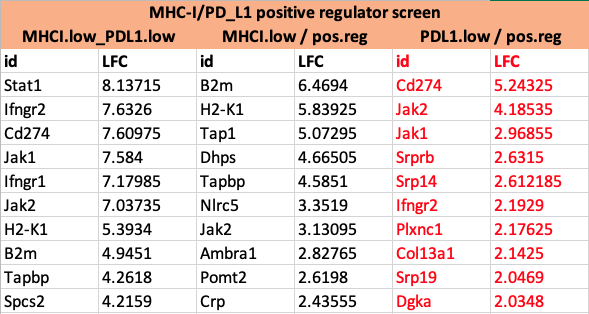 MHC-I/PD_L1 positive regulator screen
MHCI.low_PDL1.low MHCI.low / pos.reg PDL1.low / pos.reg
id LFC id LFC id LFC
Stat1 8.13715 B2m 6.4694 Cd274 5.24325
Ifngr2 7.6326 H2-K1 5.83925 Jak2 4.18535
Cd274 7.60975 Tap1 5.07295 Jak1 2.96855
Jak1 7.584 Dhps 4.66505 Srprb 2.6315
Ifngr1 7.17985 Tapbp 4.5851 Srp14 2.612185
Jak2 7.03735 Nlrc5 3.3519 Ifngr2 2.1929
H2-K1 5.3934 Jak2 3.13095 Plxnc1 2.17625
B2m 4.9451 Ambra1 2.82765 Col13a1 2.1425
Tapbp 4.2618 Pomt2 2.6198 Srp19 2.0469
Spcs2 4.2159 Crp 2.43555 Dgka 2.0348